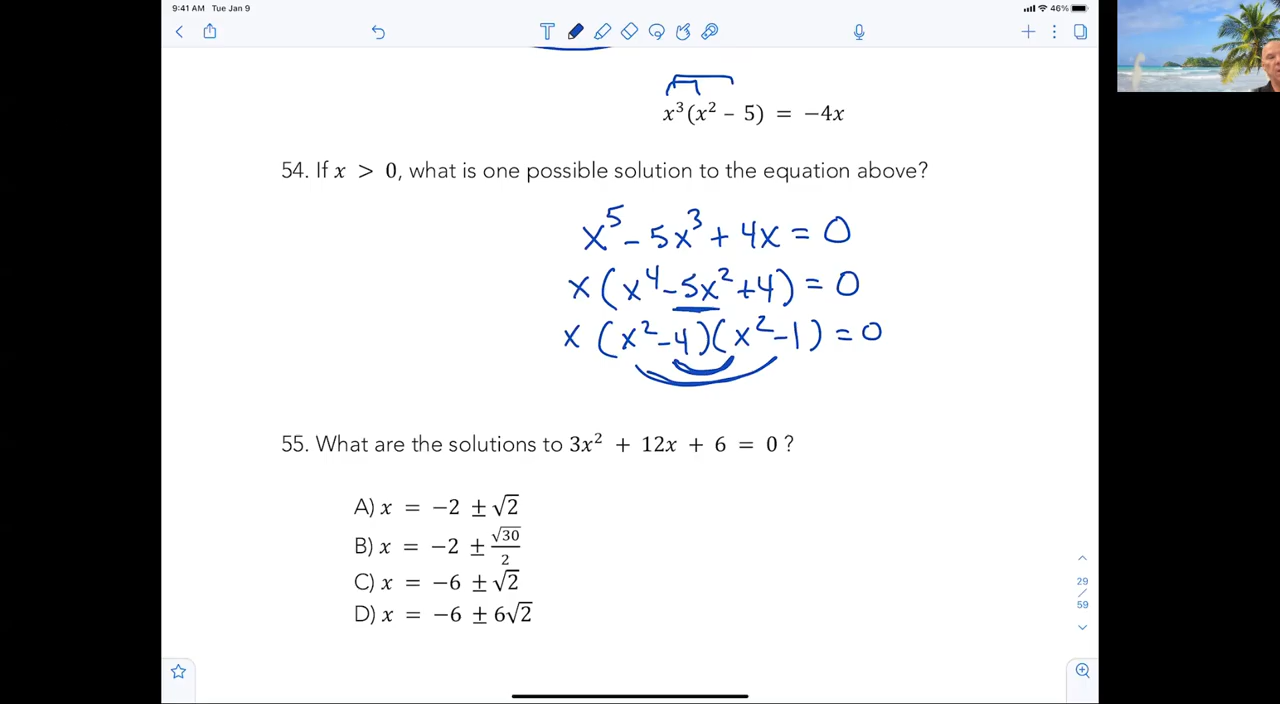 9:41 AM Tue Jan 9
46%
T
x³(x² – 5) = −4x
54. If x > 0, what is one possible solution to the equation above?
x⁵ - 5x³ + 4x = 0
x(x⁴ - 5x² + 4) = 0
x(x² - 4)(x² - 1) = 0
55. What are the solutions to 3x² + 12x + 6 = 0 ?
A) x = −2 ± √2
B) x = −2 ± √30/2
C) x = −6 ± √2
D) x = −6 ± 6√2
29
/
59